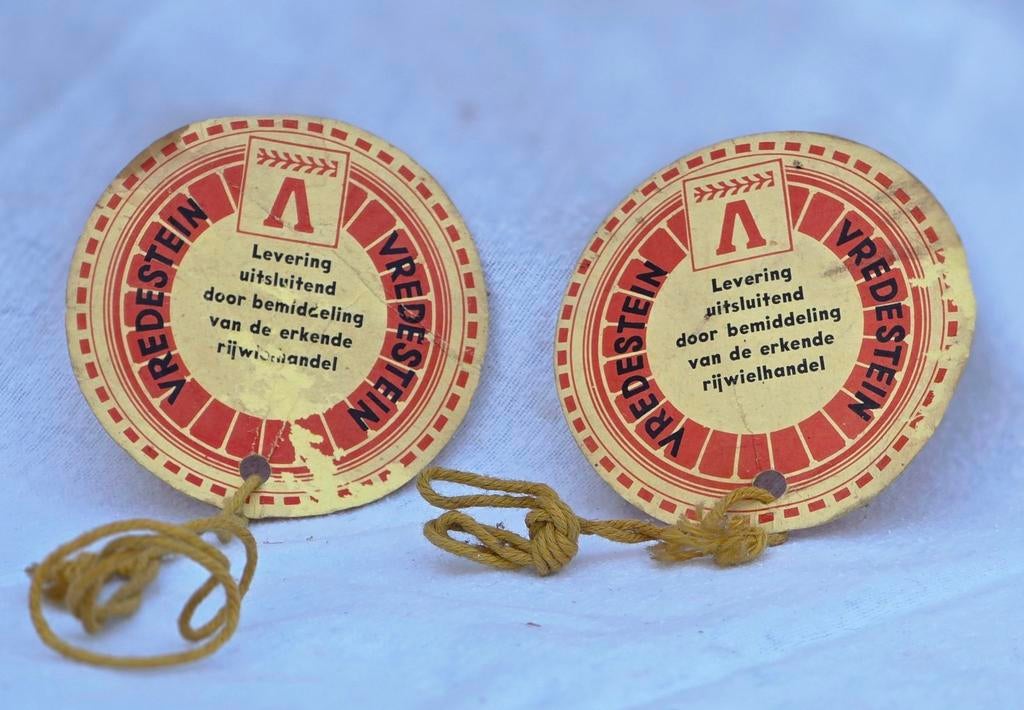 VREDESTEIN
VREDESTEIN
Levering
uitsluitend
door bemiddeling
van de erkende
rijwielhandel
VREDESTEIN
VREDESTEIN
Levering
uitsluitend
door bemiddeling
van de erkende
rijwielhandel